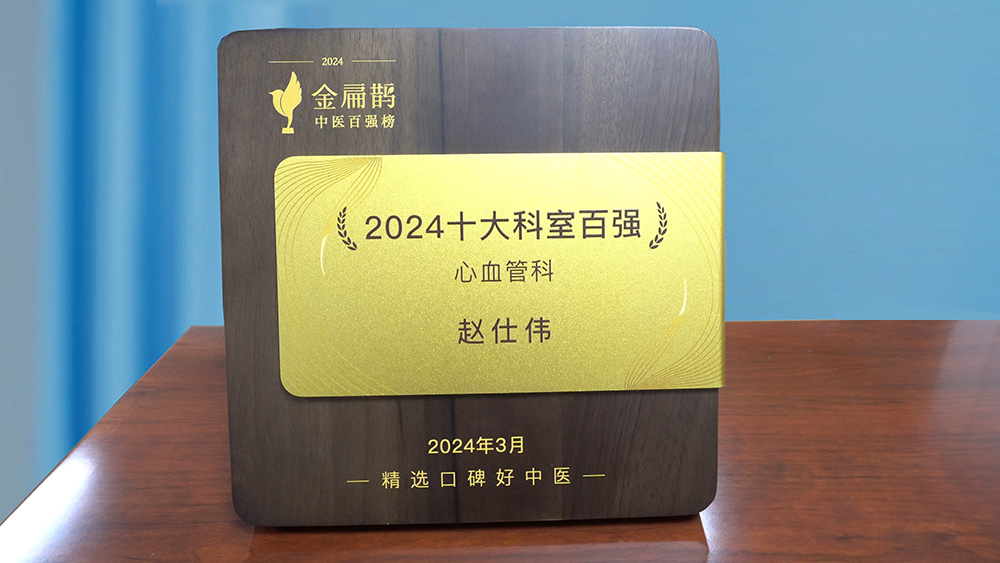 2024
金扁鹊
中医百强榜
2024十大科室百强
心血管科
赵仕伟
2024年3月
精选口碑好中医